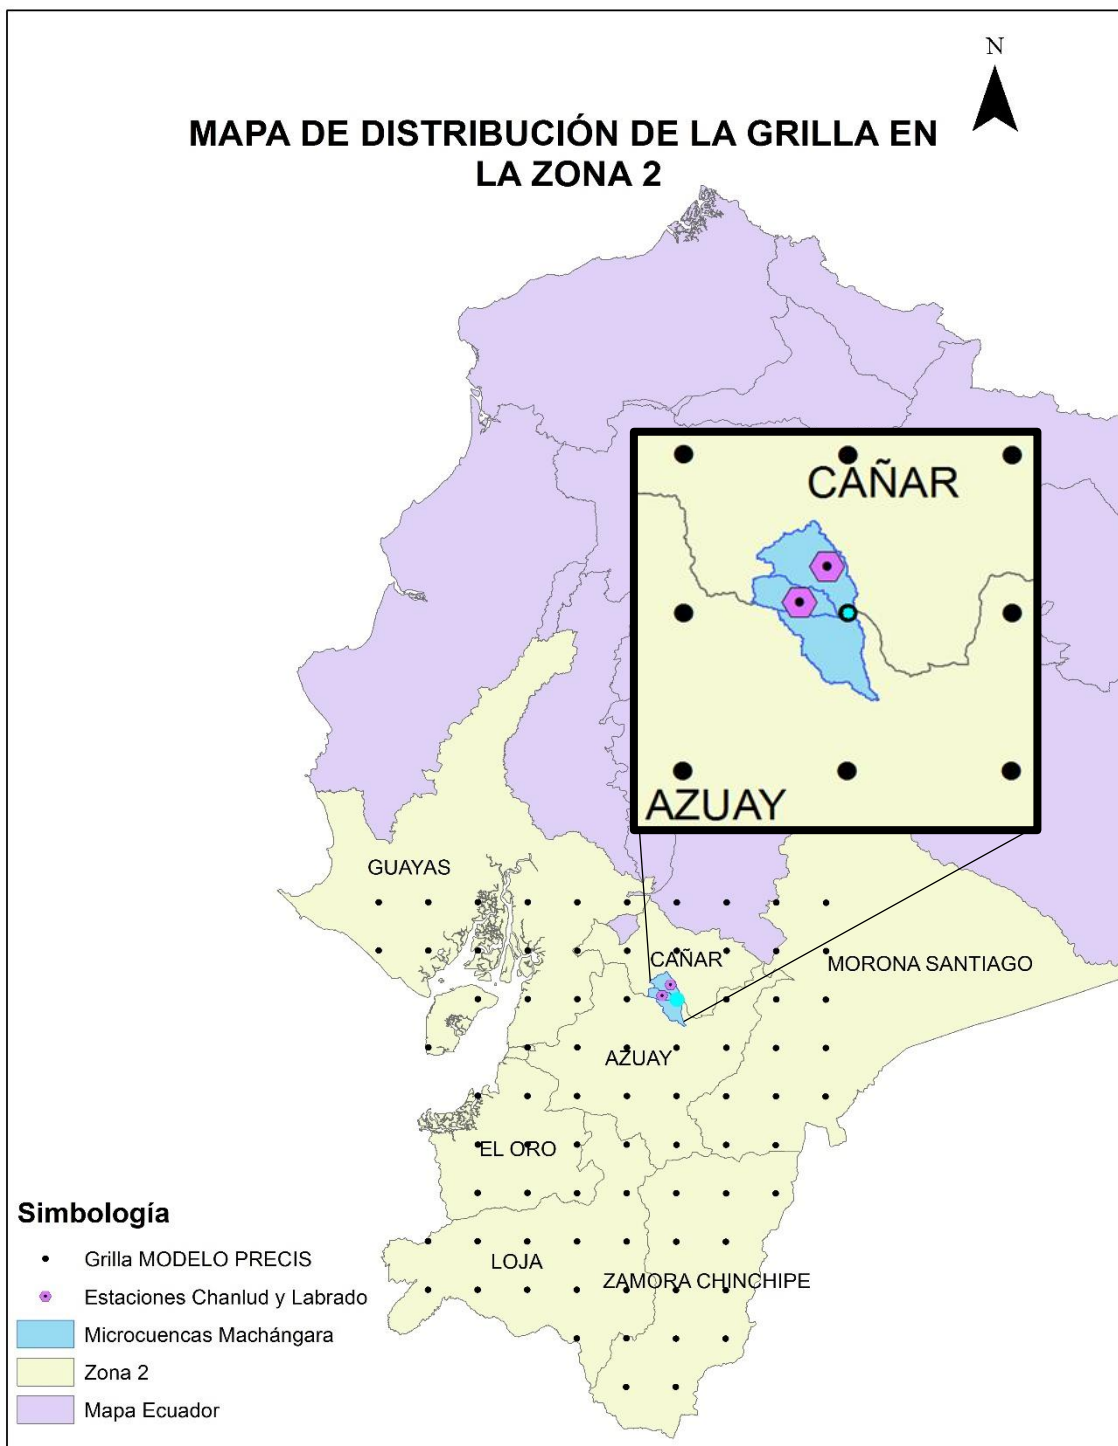 N
MAPA DE DISTRIBUCIÓN DE LA GRILLA EN
LA ZONA 2
CAÑAR
AZUAY
GUAYAS
CAÑAR
MORONA SANTIAGO
AZUAY
EL ORO
LOJA
ZAMORA CHINCHIPE
Simbología
Grilla MODELO PRECIS
Estaciones Chanlud y Labrado
Microcuencas Machángara
Zona 2
Mapa Ecuador